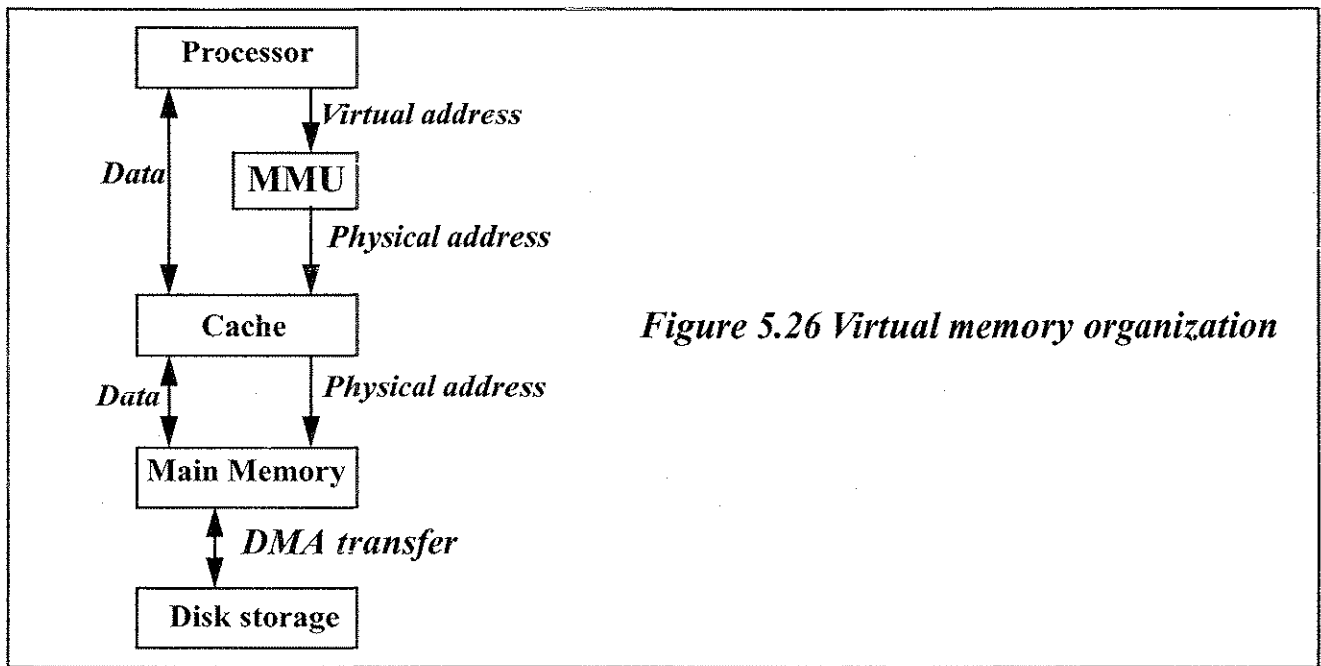 Processor
Virtual address
Data
MMU
Physical address
Cache
Figure 5.26 Virtual memory organization
Data
Physical address
Main Memory
DMA transfer
Disk storage